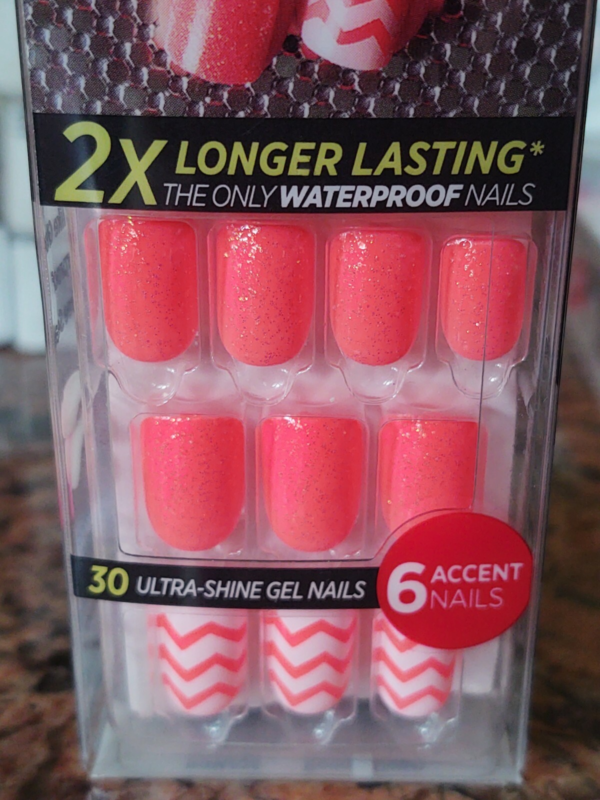 2X LONGER LASTING*
THE ONLY WATERPROOF NAILS
30 ULTRA-SHINE GEL NAILS
6 ACCENT
NAILS